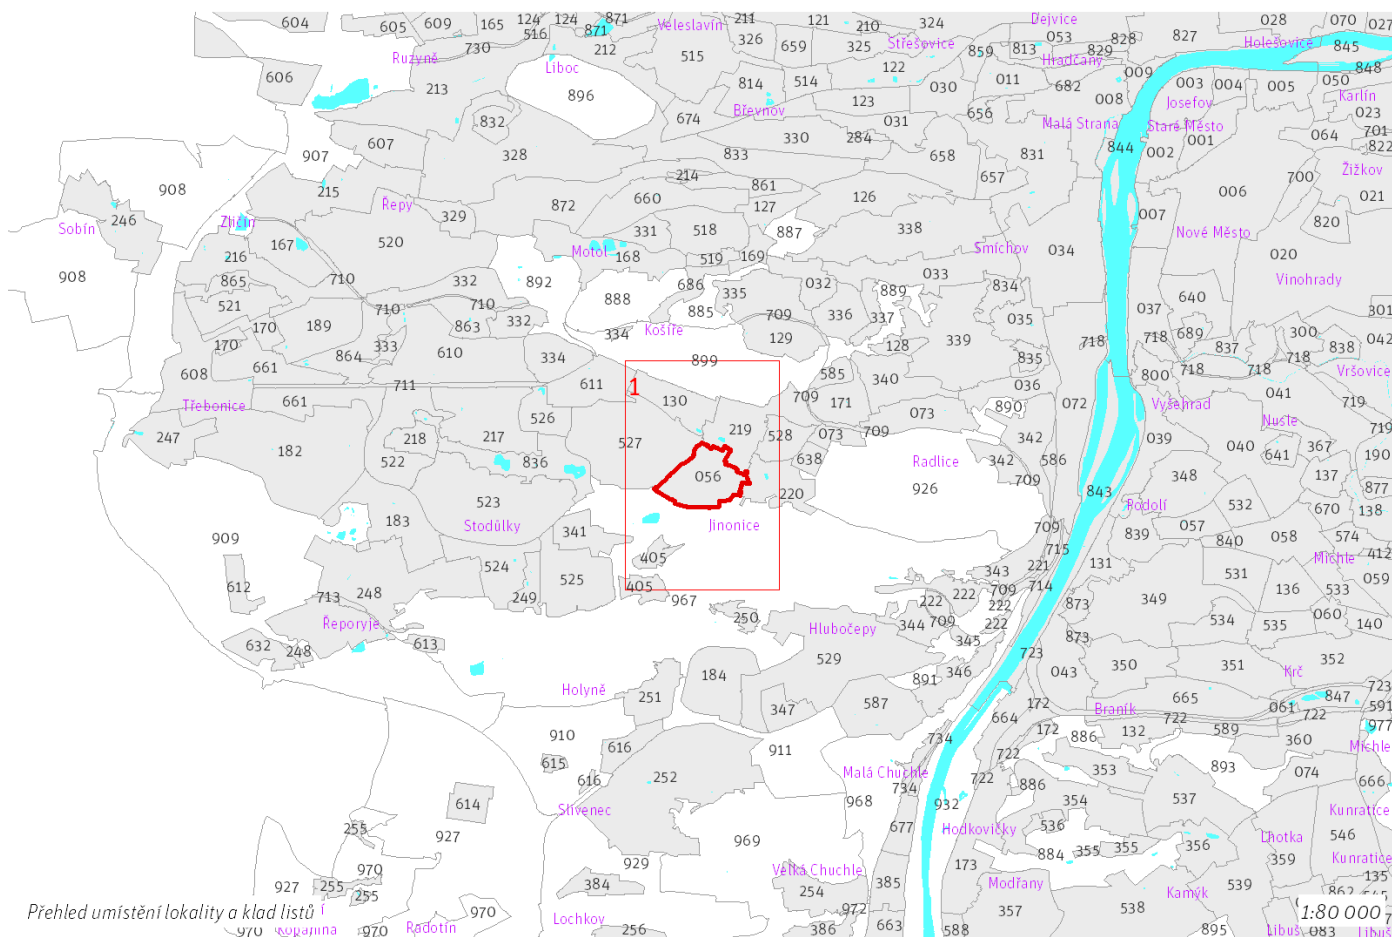 604 605 609 165 124 124 871 Veleslavín 211 121 210 324 Dejvice 028 070 027
516 871 326 659 325 Střešovice 053 828 827 Holešovice 845
Ruzyně 730 212 515 859 813 829
606 213 Liboc 814 514 122 011 Hradčany 682 009 848
896 Břevnov 123 030 008 003 004 005 050
Josefov Karlín
832 674 031 656 Malá Strana Staré Město 023
607 330 284 001 064 701
907 328 833 658 831 844 002 822
908 215 214 861 657 Žižkov
Řepy 660 126 006 700 021
246 Zličín 329 872 127 007 820
Sobín 167 520 331 518 887 338 Nové Město
216 Motol 168 519 169 Smíchov 034 020
908 865 710 332 892 686 032 033 Vinohrady
521 710 710 888 885 335 889 834 037 640 301
170 189 863 332 Košíře 709 336 337 035 689 300
170 333 334 129 339 718 718 837 838 042
864 610 334 899 128 835 718
608 661 711 611 1 585 340 036 800 718 Vršovice
661 130 709 171 890 072 041 719
Třebonice 526 073 Vyšehrad Nusle 719
247 218 217 527 219 528 073 709 342 039 040 367
182 522 836 638 Radlice 342 586 641 190
056 926 709 348 137
523 220 843 532 877
183 Stodůlky 341 Jinonice 709 Podolí 057 670 138
909 715 839 840 058 574
405 Michle 412
612 524 525 343 221 131 531 059
713 248 249 405 967 222 222 709 714 349 136 533
Řeporyje 250 344 709 222 222 873 534 535 060 140
632 248 613 Hlubočepy 345 873
529 723 352
184 891 346 043 350 351 Krč
Holyně 251 587 665 723
347 172 Braník 061 847 591
664 722 722 977
910 911 734 172 132 589
616 886 360 Michle
615 722
616 252 Malá Chuchle 722 353 893 074 666
734 886
614 Slivenec 968 932 354 537 Kunratice
255 677 Hodkovičky 536 Lhotka 546
927 969 884 355 355 356 359 Kunratice
970 929 Velká Chuchle 173 135
927 255 384 254 385 Modřany Kamýk 539
255 862
Přehled umístění lokality a klad listů 970 972 357 538 1:80 000
Radotín Lochkov 663
970 970 256 386 588 895 Libuš 083 Libuš